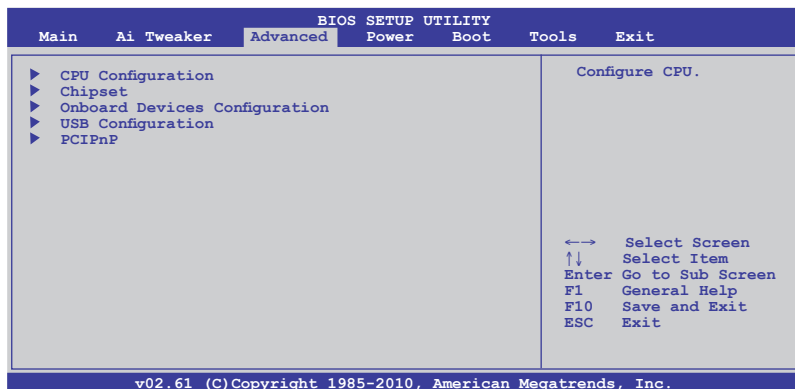 BIOS SETUP UTILITY
Main Ai Tweaker Advanced Power Boot Tools Exit
CPU Configuration
Chipset
Onboard Devices Configuration
USB Configuration
PCIPnP
Configure CPU.
←→ Select Screen
↑↓ Select Item
Enter Go to Sub Screen
F1 General Help
F10 Save and Exit
ESC Exit
v02.61 (C)Copyright 1985-2010, American Megatrends, Inc.